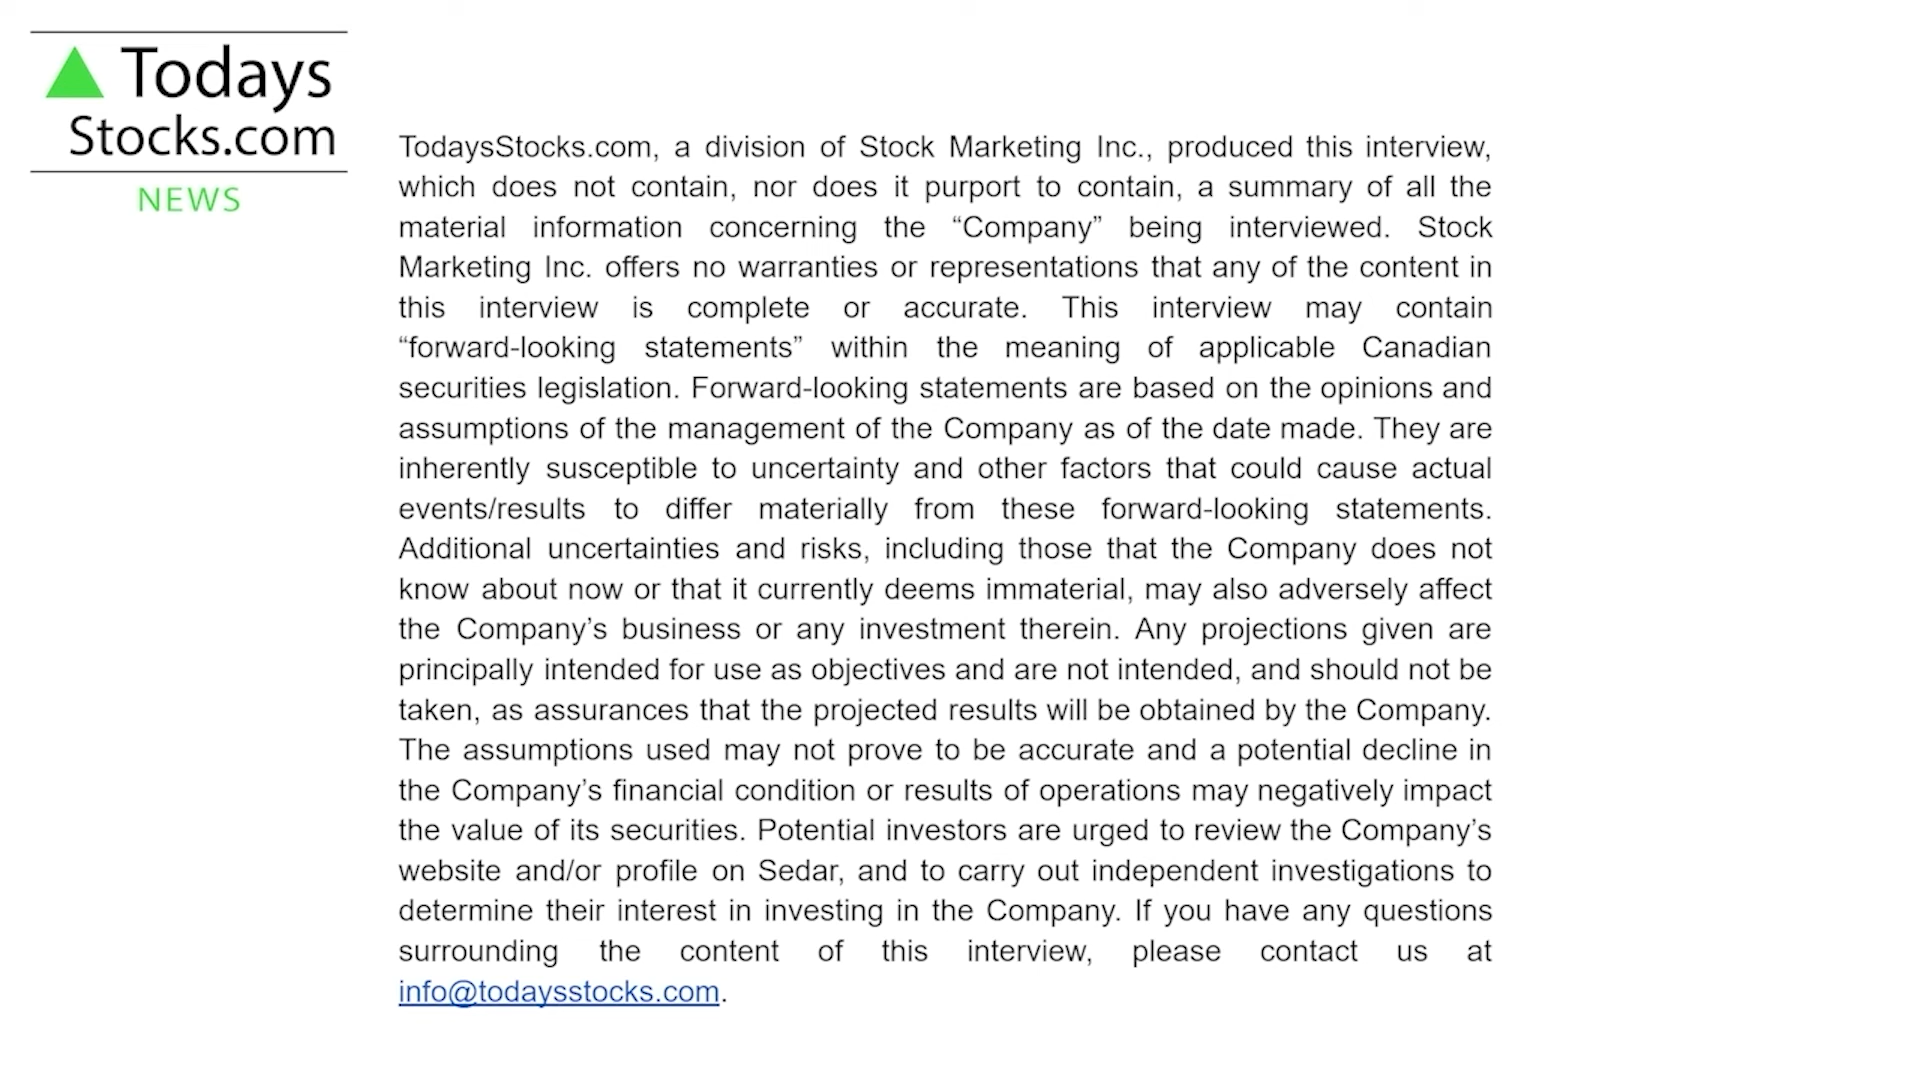 Todays
Stocks.com
NEWS
TodaysStocks.com, a division of Stock Marketing Inc., produced this interview,
which does not contain, nor does it purport to contain, a summary of all the
material information concerning the “Company” being interviewed. Stock
Marketing Inc. offers no warranties or representations that any of the content in
this interview is complete or accurate. This interview may contain
“forward-looking statements” within the meaning of applicable Canadian
securities legislation. Forward-looking statements are based on the opinions and
assumptions of the management of the Company as of the date made. They are
inherently susceptible to uncertainty and other factors that could cause actual
events/results to differ materially from these forward-looking statements.
Additional uncertainties and risks, including those that the Company does not
know about now or that it currently deems immaterial, may also adversely affect
the Company’s business or any investment therein. Any projections given are
principally intended for use as objectives and are not intended, and should not be
taken, as assurances that the projected results will be obtained by the Company.
The assumptions used may not prove to be accurate and a potential decline in
the Company’s financial condition or results of operations may negatively impact
the value of its securities. Potential investors are urged to review the Company’s
website and/or profile on Sedar, and to carry out independent investigations to
determine their interest in investing in the Company. If you have any questions
surrounding the content of this interview, please contact us at
info@todaysstocks.com.